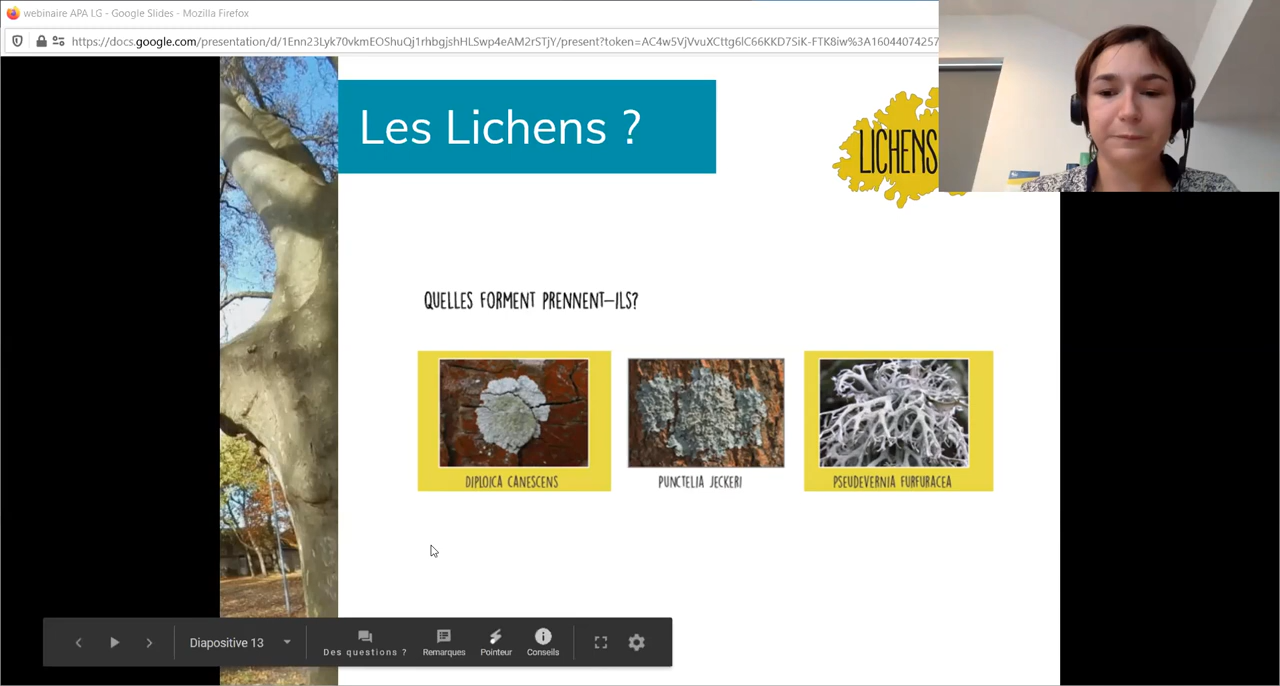 webinaire APA LG - Google Slides - Mozilla Firefox
https://docs.google.com/presentation/d/1Enn23Lyk70vkmEOShuQj1rhbgjshHLSwp4eAM2rSTjY/present?token=AC4w5VjVvuXCttg6lC66KKD7SiK-FTK8iw%3A16044074257
Les Lichens ?
LICHENS
QUELLES FORMENT PRENNENT-ILS?
DIPLOICA CANESCENS
PUNCTELIA JECKERI
PSEUDEVERNIA FURFURACEA
Diapositive 13
Des questions ?
Remarques
Pointeur
Conseils